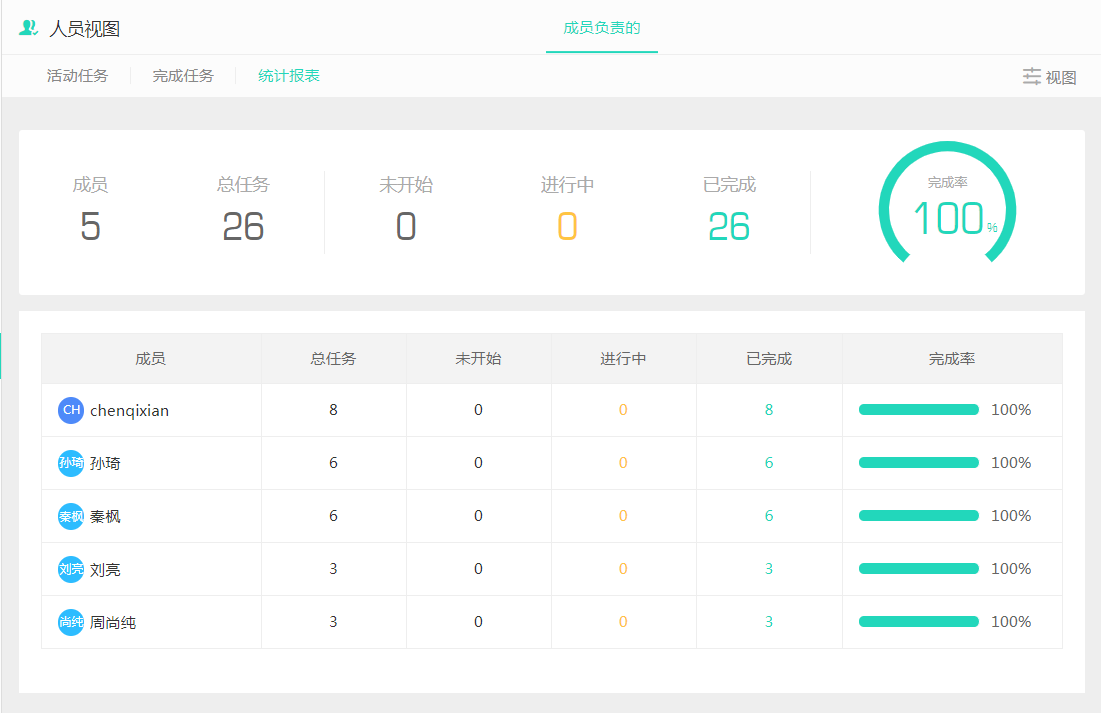 人员视图
成员负责的
活动任务 完成任务 统计报表 视图
成员 总任务 未开始 进行中 已完成 完成率
5 26 0 0 26 100%
成员 总任务 未开始 进行中 已完成 完成率
CH chenqixian 8 0 0 8 100%
孙琦 孙琦 6 0 0 6 100%
秦枫 秦枫 6 0 0 6 100%
刘亮 刘亮 3 0 0 3 100%
尚纯 周尚纯 3 0 0 3 100%